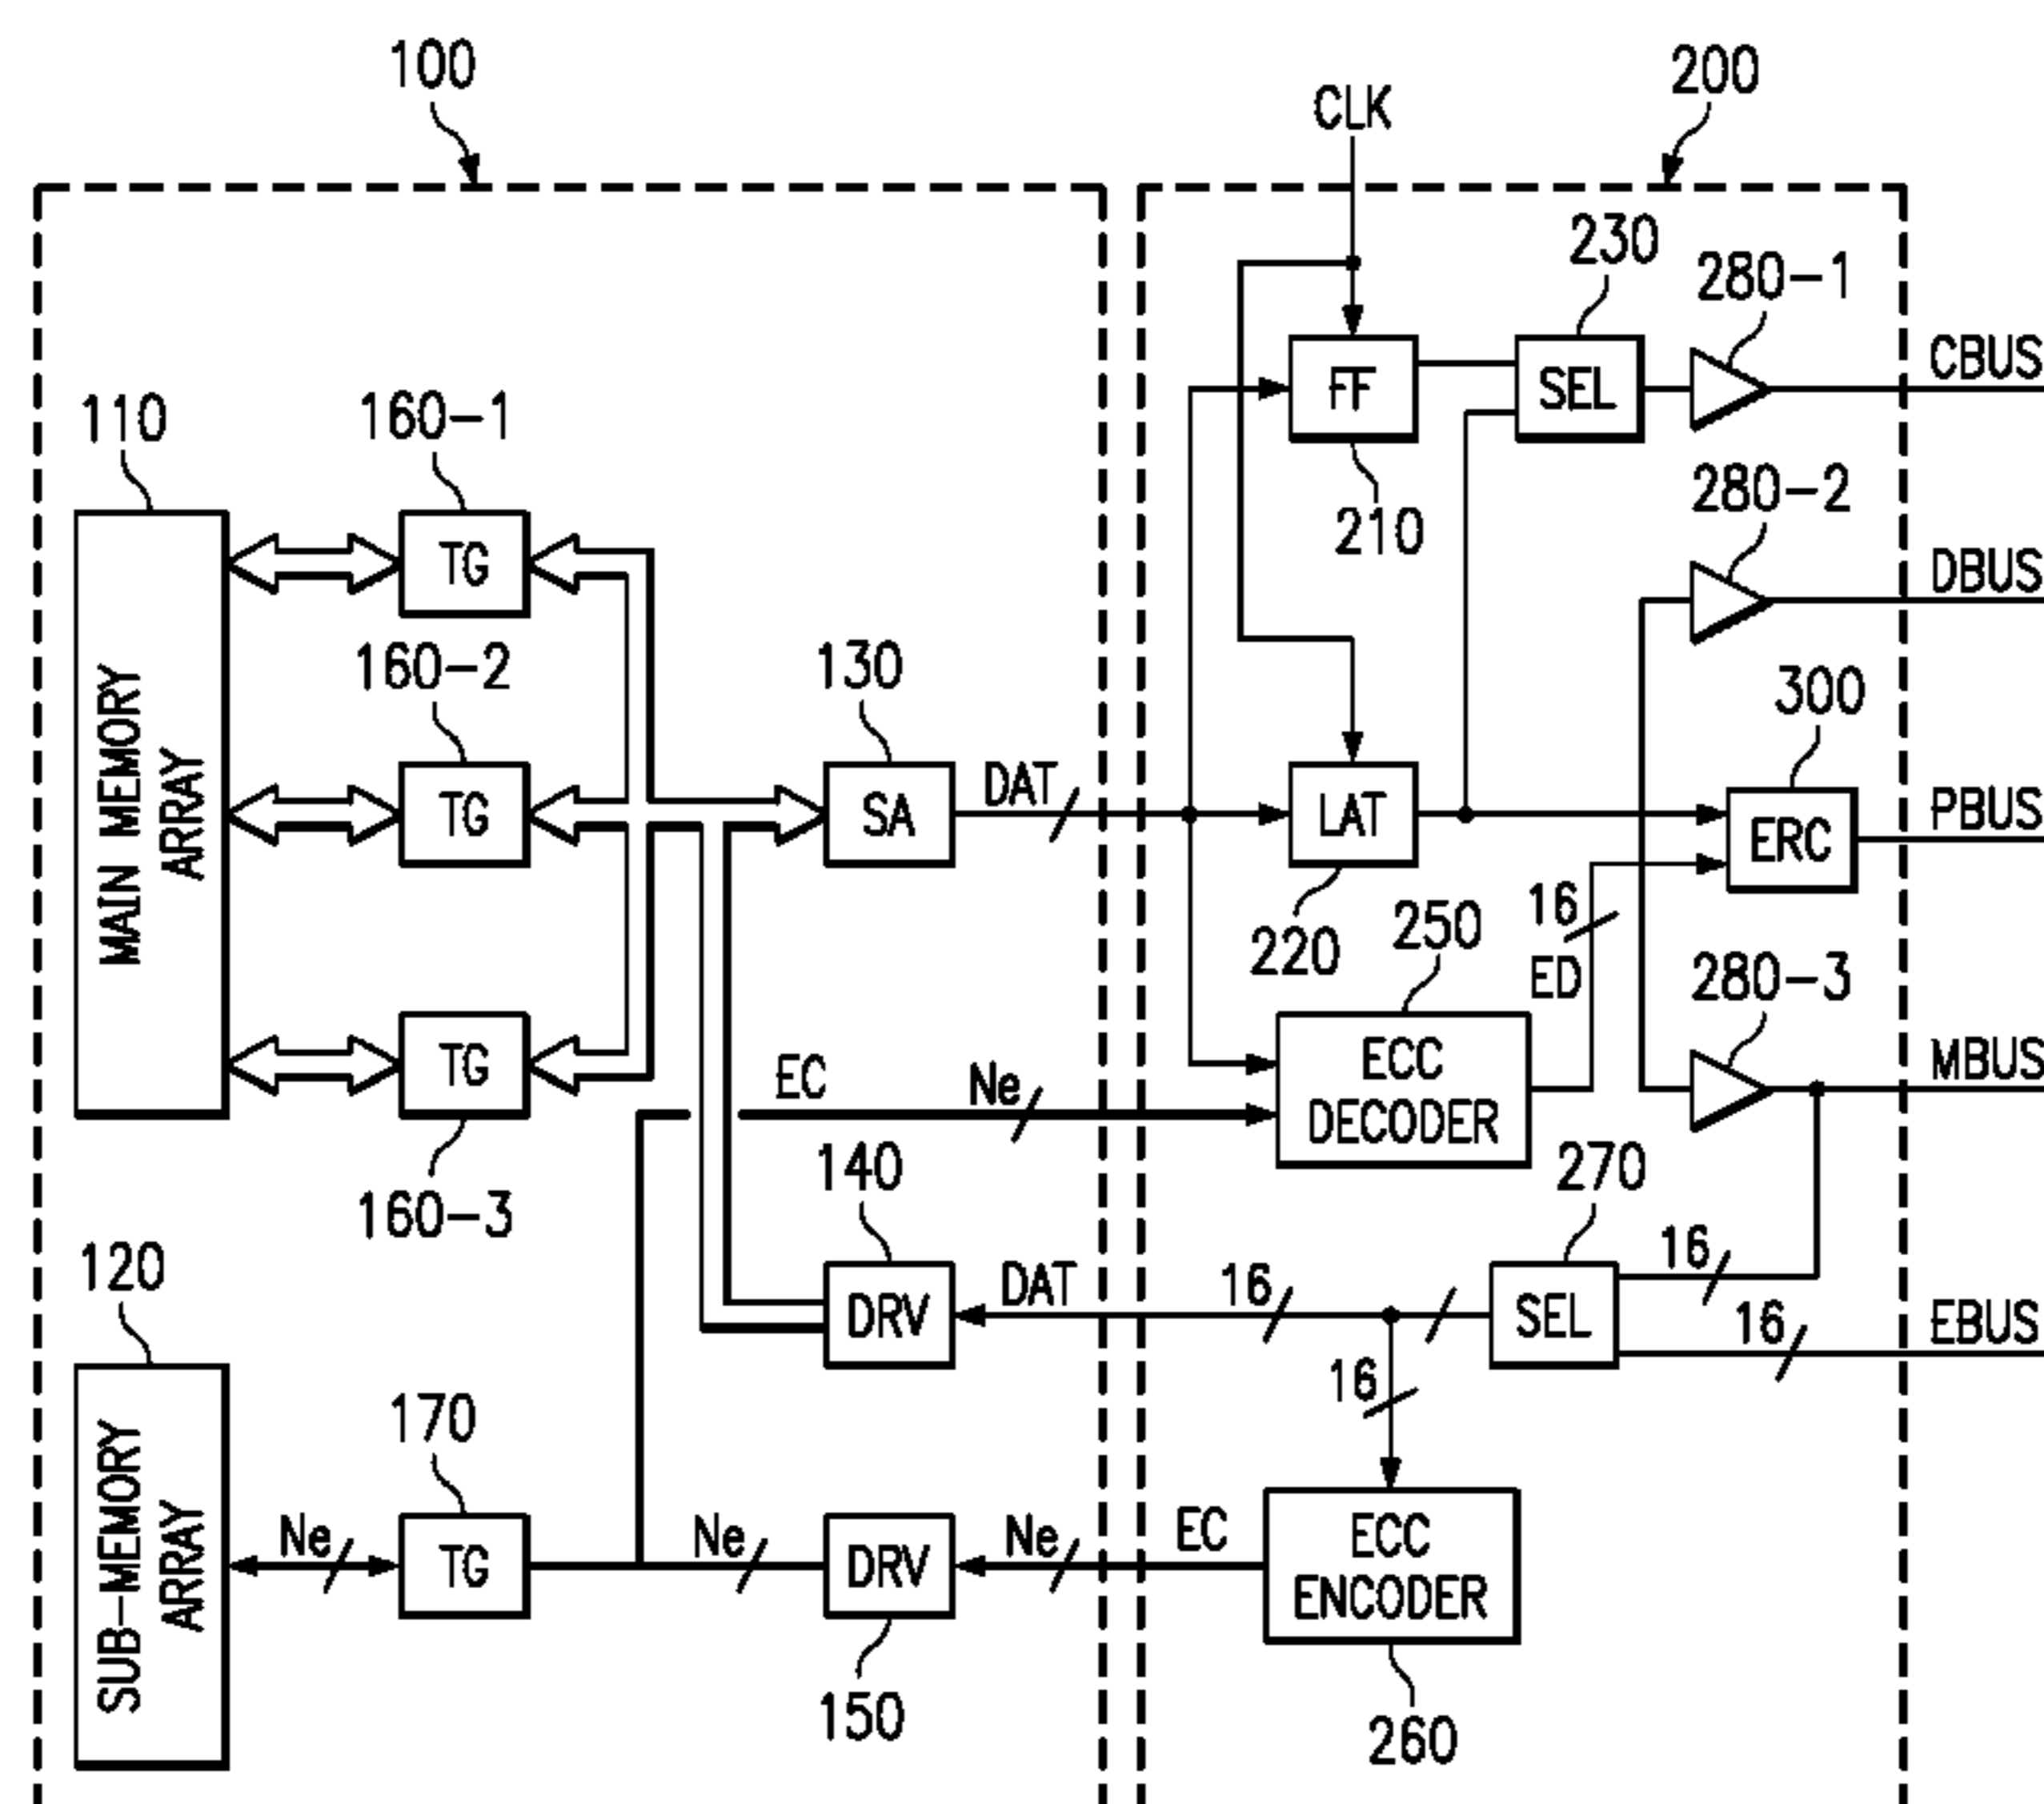 100
200
CLK
230
280-1
CBUS
FF
SEL
110
160-1
210
280-2
TG
DBUS
160-2
130
300
MAIN MEMORY
ARRAY
TG
SA
DAT
LAT
PBUS
ERC
16
220
250
ED
280-3
TG
EC
Ne
ECC
DECODER
MBUS
160-3
140
270
120
DRV
DAT
16
16
SEL
16
EBUS
16
170
SUB-MEMORY
ARRAY
Ne
TG
Ne
DRV
Ne
EC
ECC
ENCODER
150
260